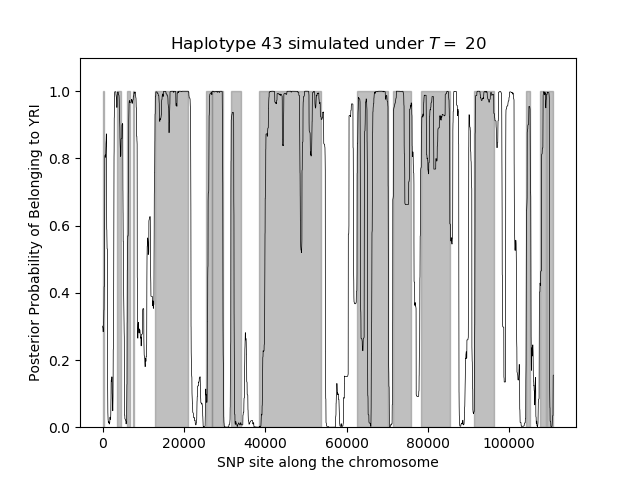 Haplotype 43 simulated under T = 20
Posterior Probability of Belonging to YRI
1.0
0.8
0.6
0.4
0.2
0.0
0 20000 40000 60000 80000 100000
SNP site along the chromosome